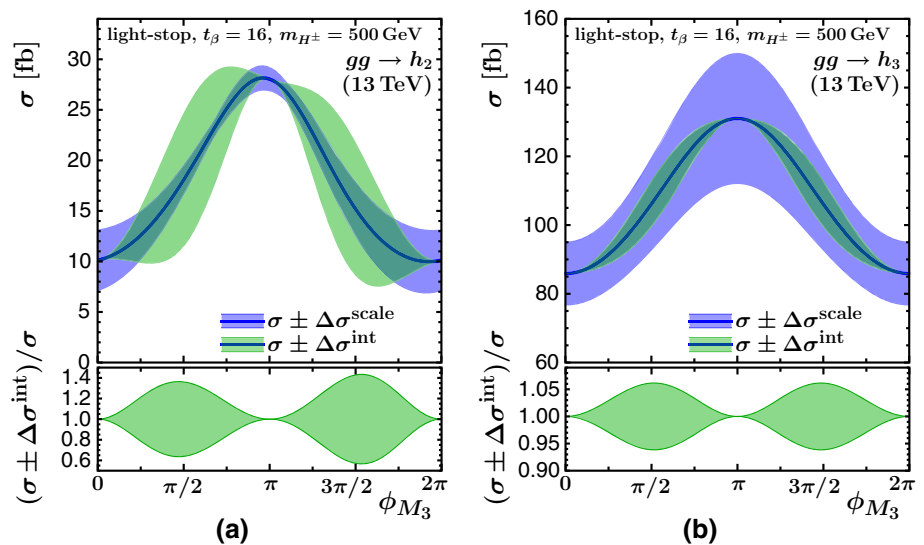 light-stop, tβ = 16, mH± = 500 GeV
gg → h2
(13 TeV)
σ [fb]
40
35
30
25
20
15
10
5
0
σ ± Δσscale
σ ± Δσint
(σ ± Δσint)/σ
1.4
1.2
1.0
0.8
0.6
0
π/2
π
3π/2
2π
ϕM3
(a)
light-stop, tβ = 16, mH± = 500 GeV
gg → h3
(13 TeV)
σ [fb]
160
140
120
100
80
60
σ ± Δσscale
σ ± Δσint
(σ ± Δσint)/σ
1.05
1.00
0.95
0.90
0
π/2
π
3π/2
2π
ϕM3
(b)